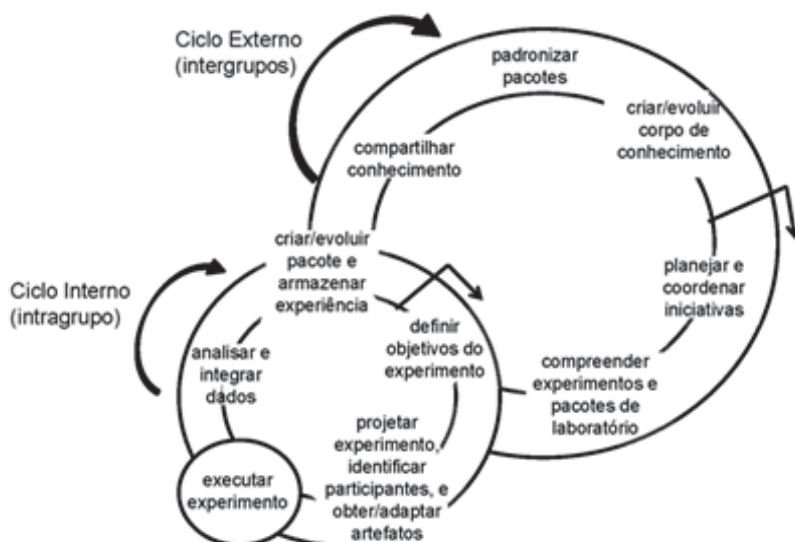 Ciclo Externo
(intergrupos)
padronizar
pacotes
criar/evoluir
corpo de
conhecimento
compartilhar
conhecimento
criar/evoluir
pacote e
armazenar
experiência
planejar e
coordenar
iniciativas
Ciclo Interno
(intragrupo)
definir
objetivos do
experimento
analisar e
integrar
dados
compreender
experimentos e
pacotes de
laboratório
projetar
experimento,
identificar
participantes, e
obter/adaptar
artefatos
executar
experimento